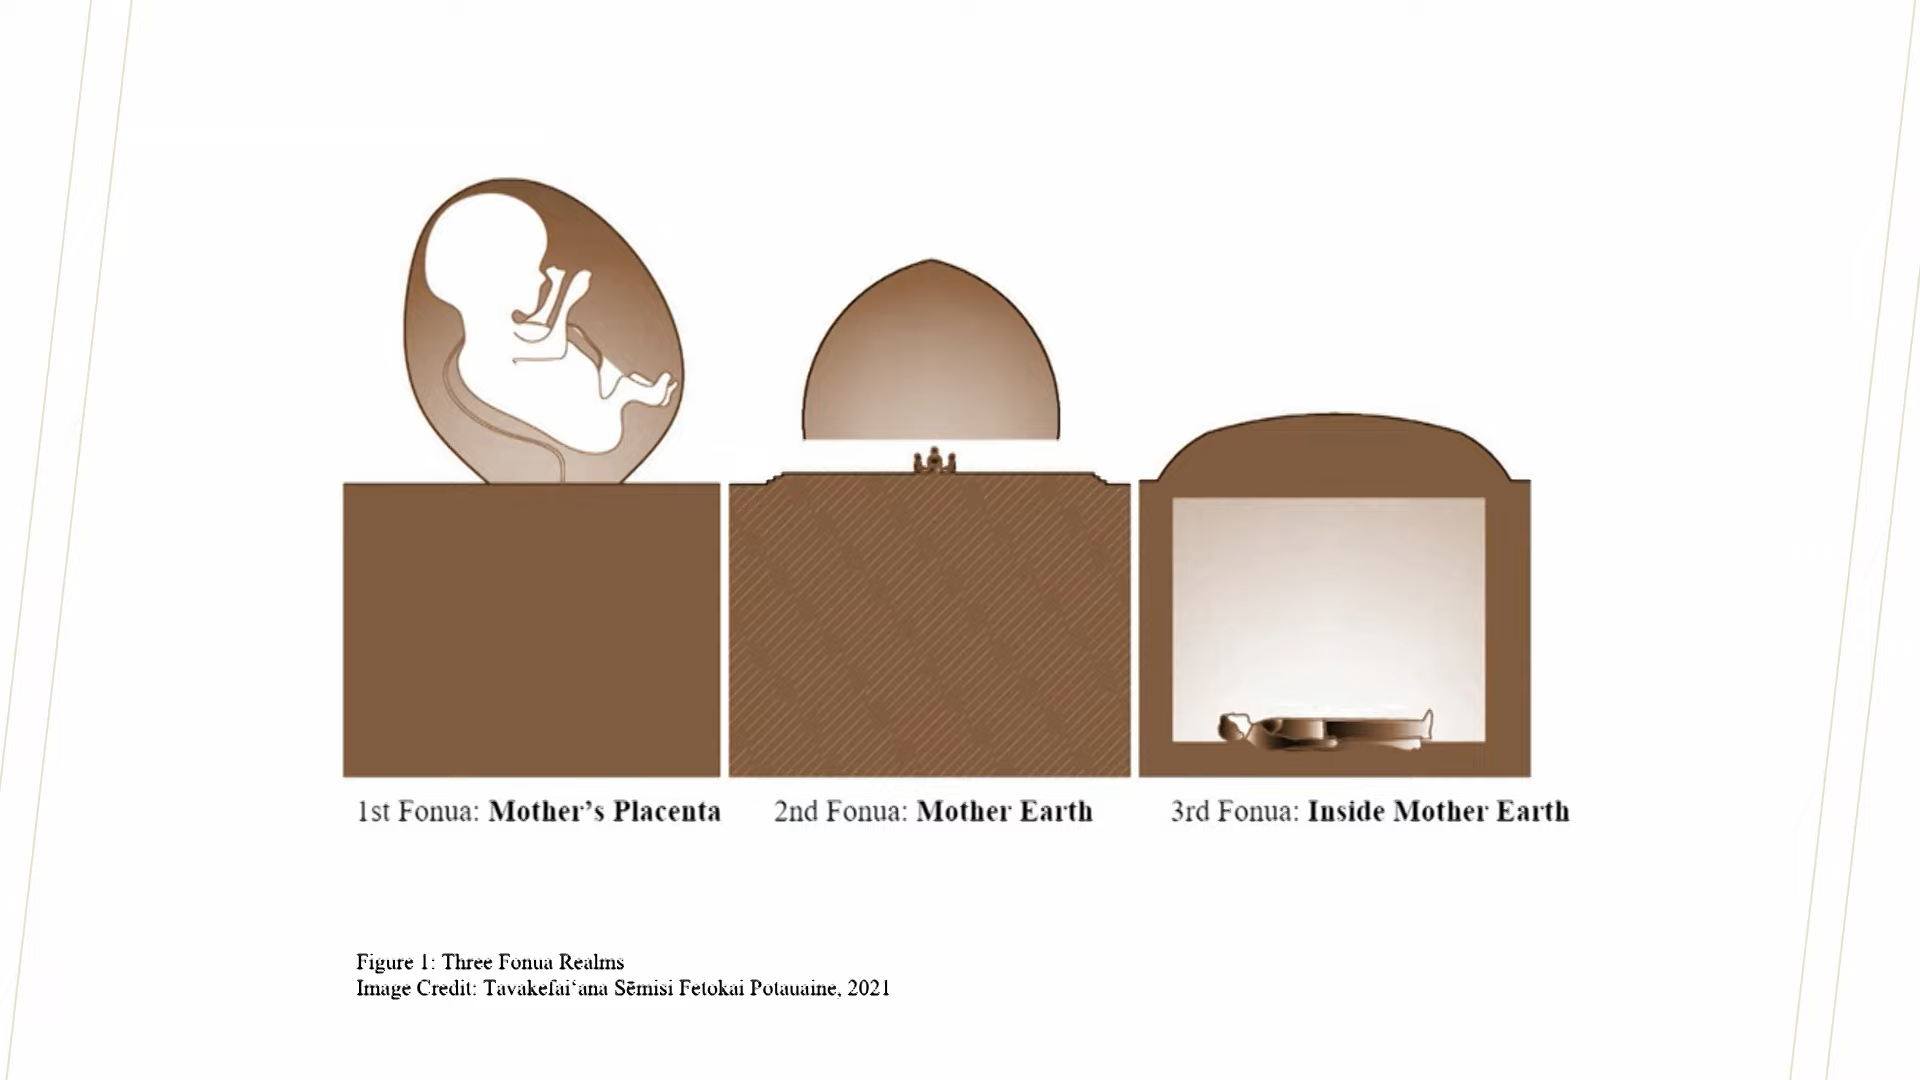 1st Fonua: Mother’s Placenta
2nd Fonua: Mother Earth
3rd Fonua: Inside Mother Earth
Figure 1: Three Fonua Realms
Image Credit: Tavakefai‘ana Sēmisi Fetokai Potauaine, 2021